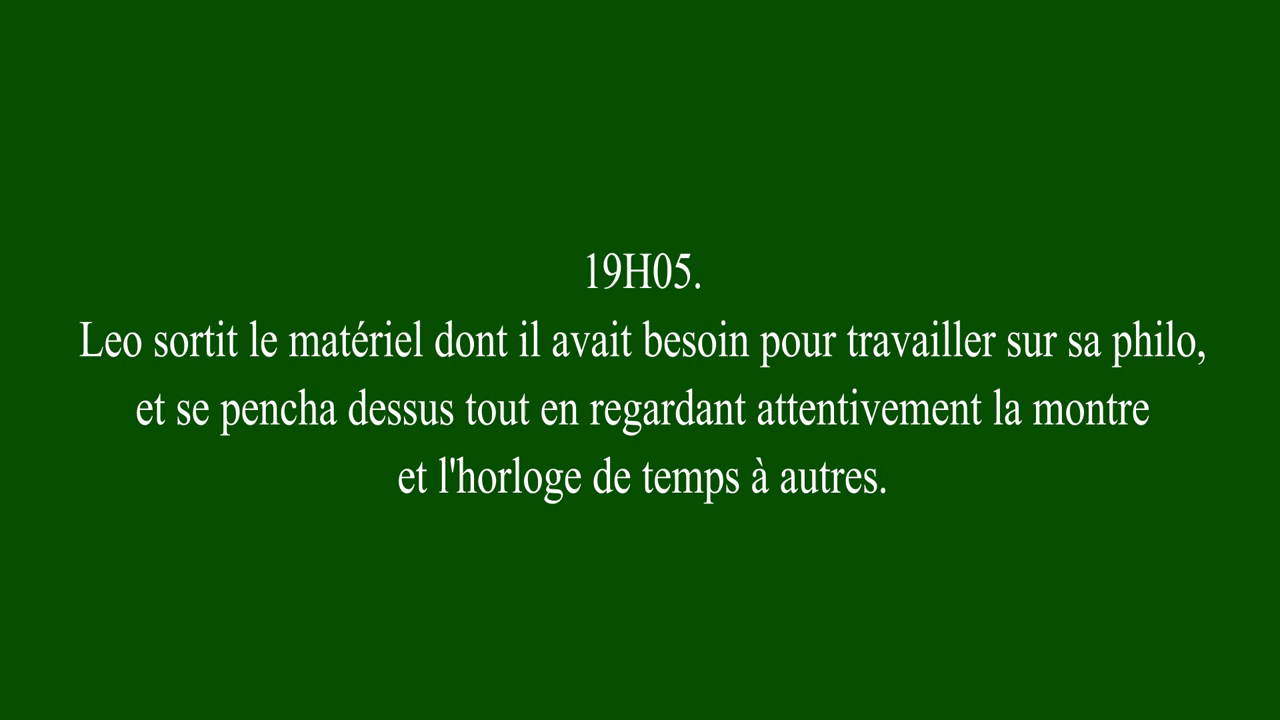 19H05.
Leo sortit le matériel dont il avait besoin pour travailler sur sa philo,
et se pencha dessus tout en regardant attentivement la montre
et l'horloge de temps à autres.